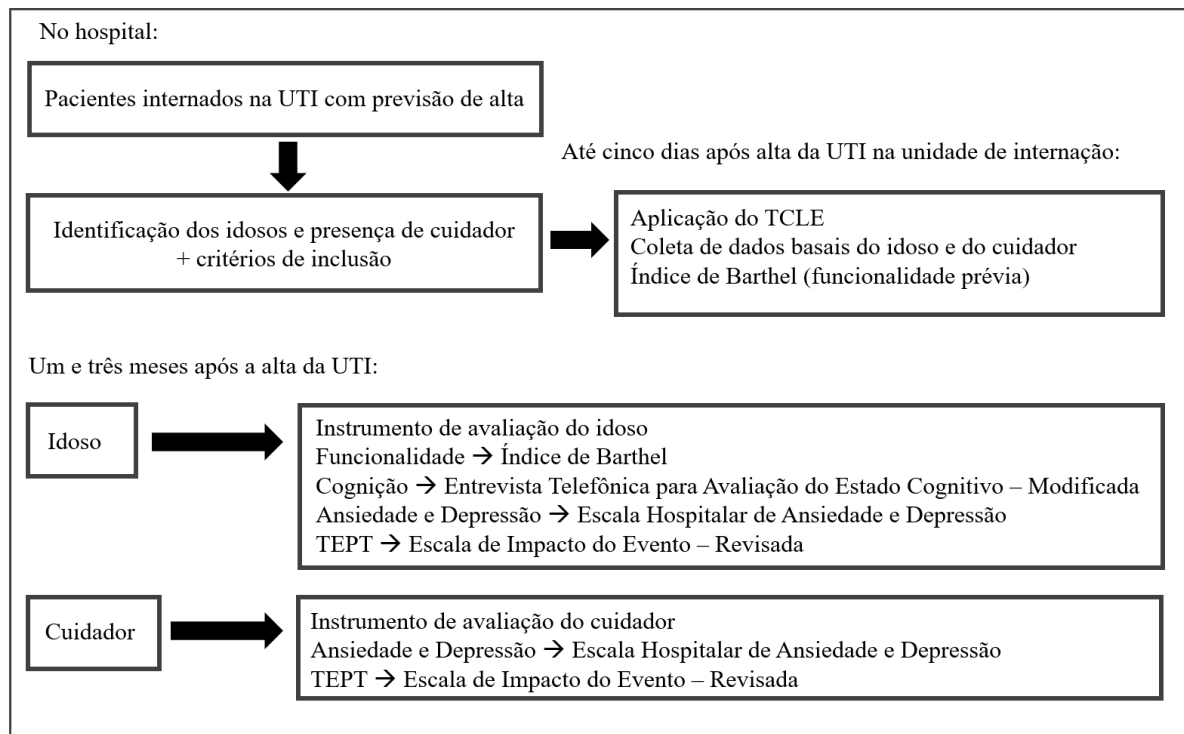 No hospital:
Pacientes internados na UTI com previsão de alta
Até cinco dias após alta da UTI na unidade de internação:
Identificação dos idosos e presença de cuidador
+ critérios de inclusão
Aplicação do TCLE
Coleta de dados basais do idoso e do cuidador
Índice de Barthel (funcionalidade prévia)
Um e três meses após a alta da UTI:
Idoso
Instrumento de avaliação do idoso
Funcionalidade → Índice de Barthel
Cognição → Entrevista Telefônica para Avaliação do Estado Cognitivo – Modificada
Ansiedade e Depressão → Escala Hospitalar de Ansiedade e Depressão
TEPT → Escala de Impacto do Evento – Revisada
Cuidador
Instrumento de avaliação do cuidador
Ansiedade e Depressão → Escala Hospitalar de Ansiedade e Depressão
TEPT → Escala de Impacto do Evento – Revisada